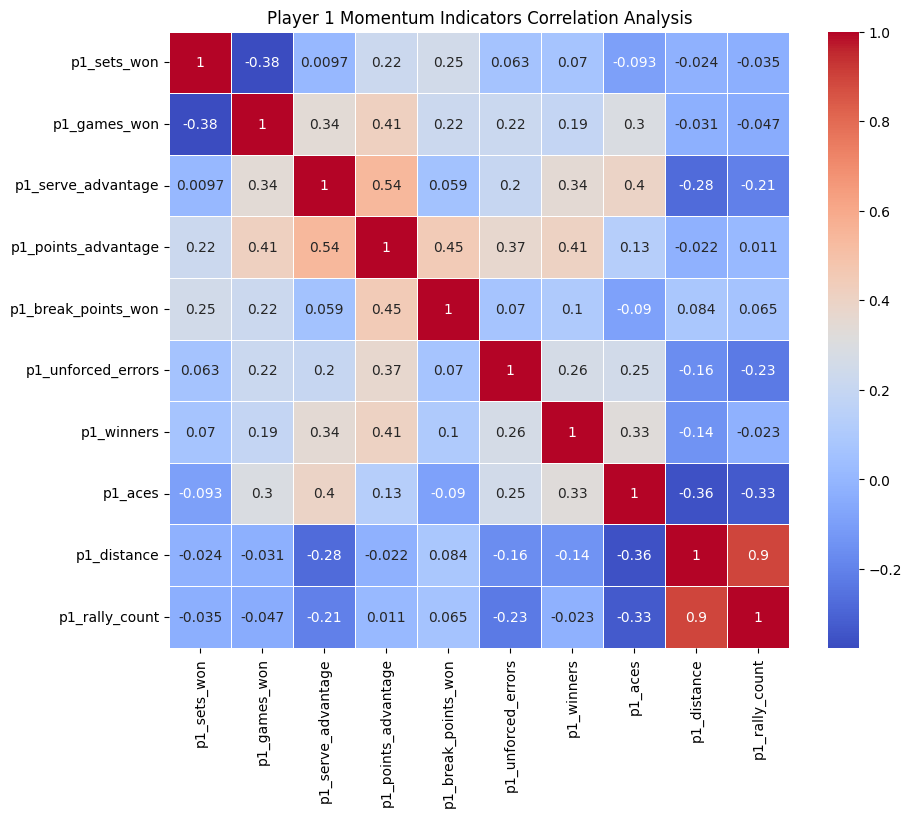 Player 1 Momentum Indicators Correlation Analysis
p1_sets_won 1 -0.38 0.0097 0.22 0.25 0.063 0.07 -0.093 -0.024 -0.035
p1_games_won -0.38 1 0.34 0.41 0.22 0.22 0.19 0.3 -0.031 -0.047
p1_serve_advantage 0.0097 0.34 1 0.54 0.059 0.2 0.34 0.4 -0.28 -0.21
p1_points_advantage 0.22 0.41 0.54 1 0.45 0.37 0.41 0.13 -0.022 0.011
p1_break_points_won 0.25 0.22 0.059 0.45 1 0.07 0.1 -0.09 0.084 0.065
p1_unforced_errors 0.063 0.22 0.2 0.37 0.07 1 0.26 0.25 -0.16 -0.23
p1_winners 0.07 0.19 0.34 0.41 0.1 0.26 1 0.33 -0.14 -0.023
p1_aces -0.093 0.3 0.4 0.13 -0.09 0.25 0.33 1 -0.36 -0.33
p1_distance -0.024 -0.031 -0.28 -0.022 0.084 -0.16 -0.14 -0.36 1 0.9
p1_rally_count -0.035 -0.047 -0.21 0.011 0.065 -0.23 -0.023 -0.33 0.9 1
p1_sets_won
p1_games_won
p1_serve_advantage
p1_points_advantage
p1_break_points_won
p1_unforced_errors
p1_winners
p1_aces
p1_distance
p1_rally_count
1.0
0.8
0.6
0.4
0.2
0.0
−0.2